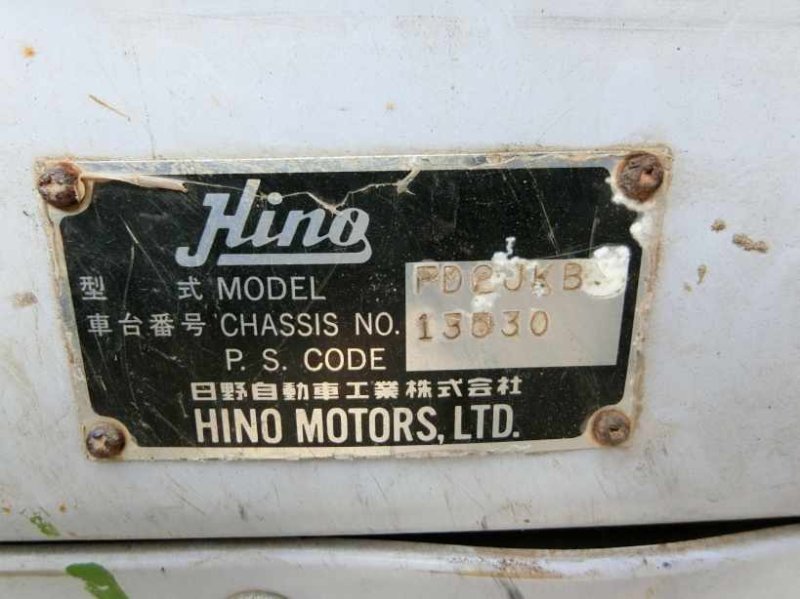 Hino
型 式 MODEL FD2JKB
車台番号 CHASSIS NO.
P. S. CODE
日野自動車工業株式会社
HINO MOTORS, LTD.